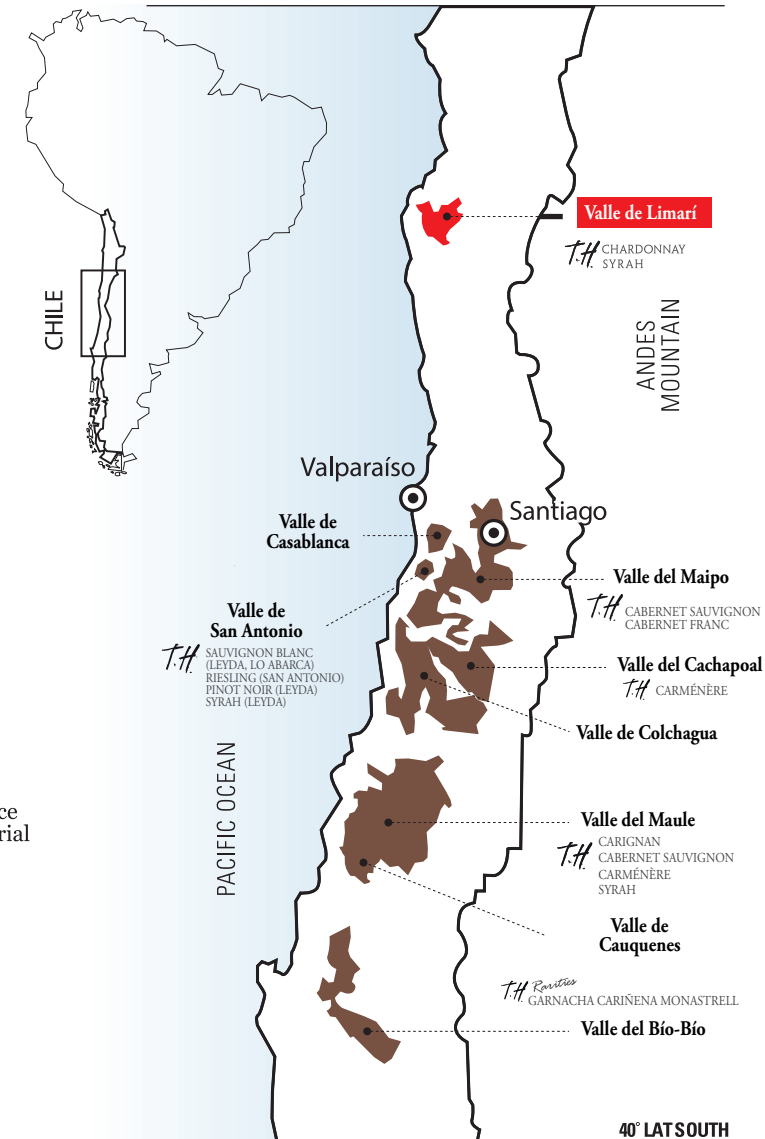 Valle de Limarí
T.H. CHARDONNAY
SYRAH
CHILE
ANDES
MOUNTAIN
Valparaíso
Santiago
Valle de
Casablanca
Valle del Maipo
T.H. CABERNET SAUVIGNON
CABERNET FRANC
Valle de
San Antonio
T.H. SAUVIGNON BLANC
(LEYDA, LO ABARCA)
RIESLING (SAN ANTONIO)
PINOT NOIR (LEYDA)
SYRAH (LEYDA)
Valle del Cachapoal
T.H. CARMÉNÈRE
Valle de Colchagua
PACIFIC OCEAN
ce
rial
Valle del Maule
T.H. CARIGNAN
CABERNET SAUVIGNON
CARMÉNÈRE
SYRAH
Valle de
Cauquenes
T.H. Rarities
GARNACHA CARIÑENA MONASTRELL
Valle del Bío-Bío
40° LAT SOUTH